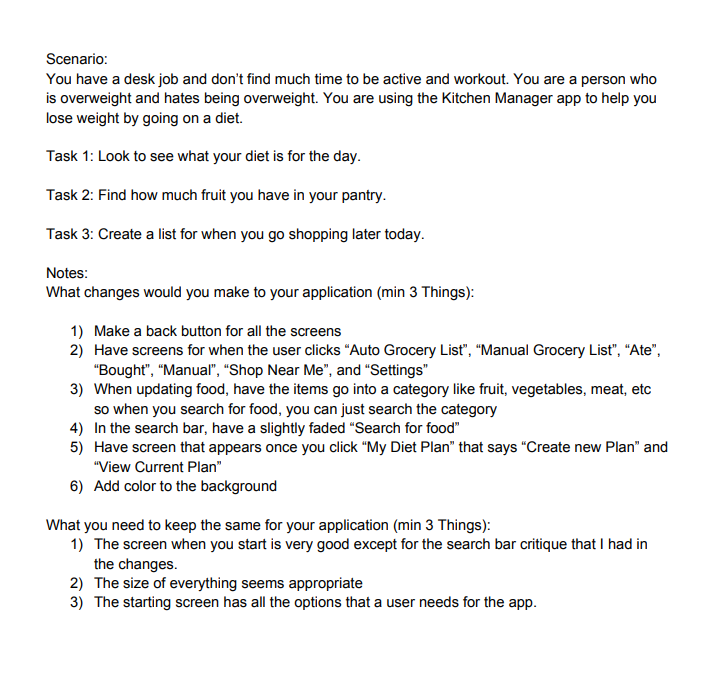 Scenario:
You have a desk job and don't find much time to be active and workout. You are a person who
is overweight and hates being overweight. You are using the Kitchen Manager app to help you
lose weight by going on a diet.
Task 1: Look to see what your diet is for the day.
Task 2: Find how much fruit you have in your pantry.
Task 3: Create a list for when you go shopping later today.
Notes:
What changes would you make to your application (min 3 Things):
1) Make a back button for all the screens
2) Have screens for when the user clicks “Auto Grocery List”, “Manual Grocery List”, “Ate”,
“Bought”, “Manual”, “Shop Near Me”, and “Settings”
3) When updating food, have the items go into a category like fruit, vegetables, meat, etc
so when you search for food, you can just search the category
4) In the search bar, have a slightly faded “Search for food”
5) Have screen that appears once you click “My Diet Plan” that says “Create new Plan” and
“View Current Plan”
6) Add color to the background
What you need to keep the same for your application (min 3 Things):
1) The screen when you start is very good except for the search bar critique that I had in
the changes.
2) The size of everything seems appropriate
3) The starting screen has all the options that a user needs for the app.